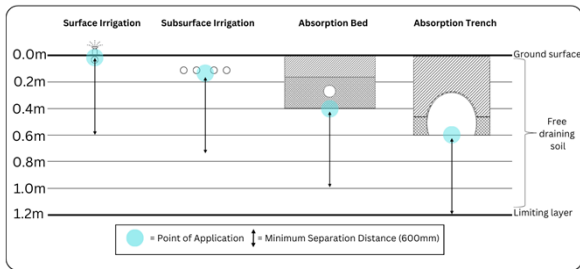 Surface Irrigation Subsurface Irrigation Absorption Bed Absorption Trench
0.0m Ground surface
0.2m
0.4m
0.6m Free
draining
soil
0.8m
1.0m
1.2m Limiting layer
= Point of Application = Minimum Separation Distance (600mm)